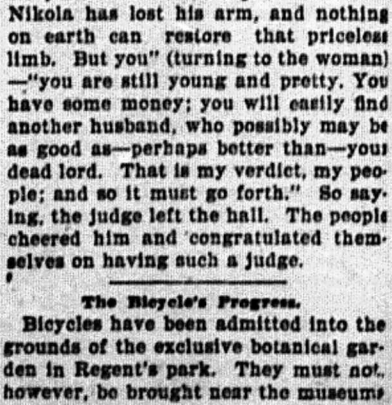 Nikola has lost his arm, and nothing
on earth can restore that priceless
limb. But you" (turning to the woman)
—"you are still young and pretty. You
have some money; you will easily find
another husband, who possibly may be
as good as—perhaps better than—your
dead lord. That is my verdict, my peo-
ple; and so it must go forth." So say-
ing, the judge left the hall. The people
cheered him and congratulated them-
selves on having such a judge.
The Bicycle's Progress.
Bicycles have been admitted into the
grounds of the exclusive botanical gar-
den in Regent's park. They must not,
however, be brought near the museums